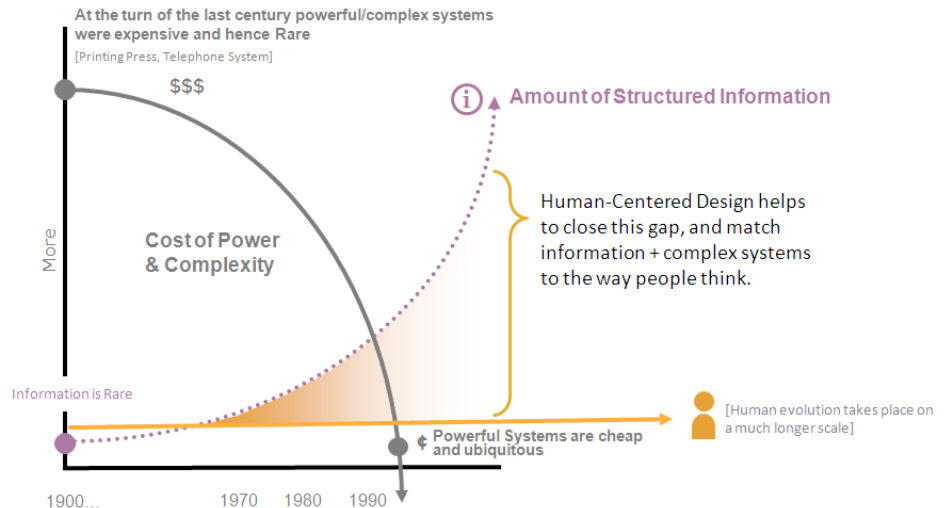 At the turn of the last century powerful/complex systems
were expensive and hence Rare
[Printing Press, Telephone System]
$$$
i Amount of Structured Information
Human-Centered Design helps
to close this gap, and match
information + complex systems
to the way people think.
More
Cost of Power
& Complexity
Information is Rare
[Human evolution takes place on
a much longer scale]
¢ Powerful Systems are cheap
and ubiquitous
1900... 1970 1980 1990